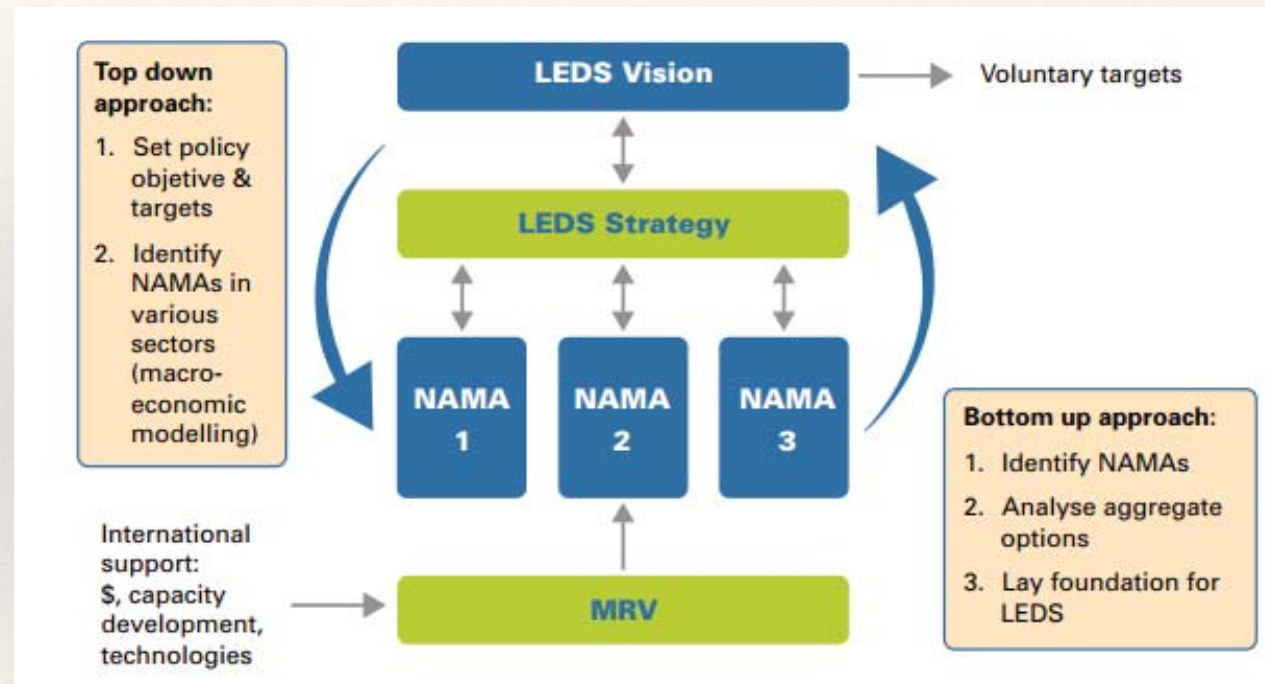 Top down
approach:
1. Set policy
objetive &
targets
2. Identify
NAMAs in
various
sectors
(macro-
economic
modelling)
LEDS Vision
Voluntary targets
LEDS Strategy
NAMA
1
NAMA
2
NAMA
3
Bottom up approach:
1. Identify NAMAs
2. Analyse aggregate
options
3. Lay foundation for
LEDS
International
support:
$, capacity
development,
technologies
MRV